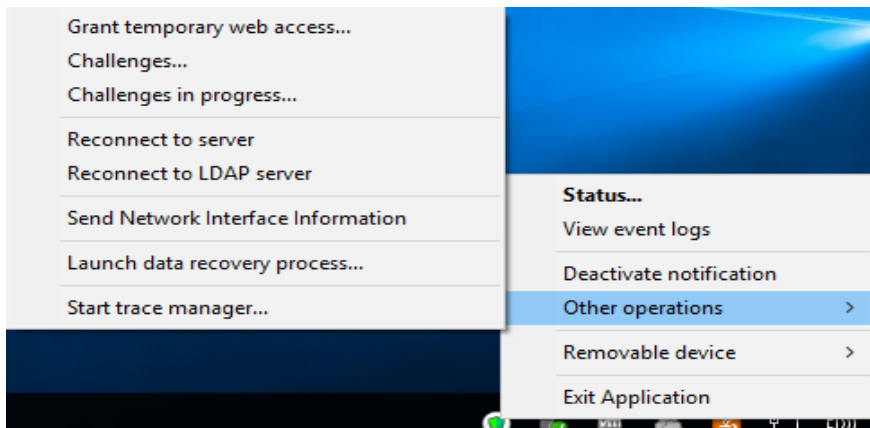 Grant temporary web access...
Challenges...
Challenges in progress...
Reconnect to server
Reconnect to LDAP server
Send Network Interface Information
Launch data recovery process...
Start trace manager...
Status...
View event logs
Deactivate notification
Other operations
Removable device
Exit Application